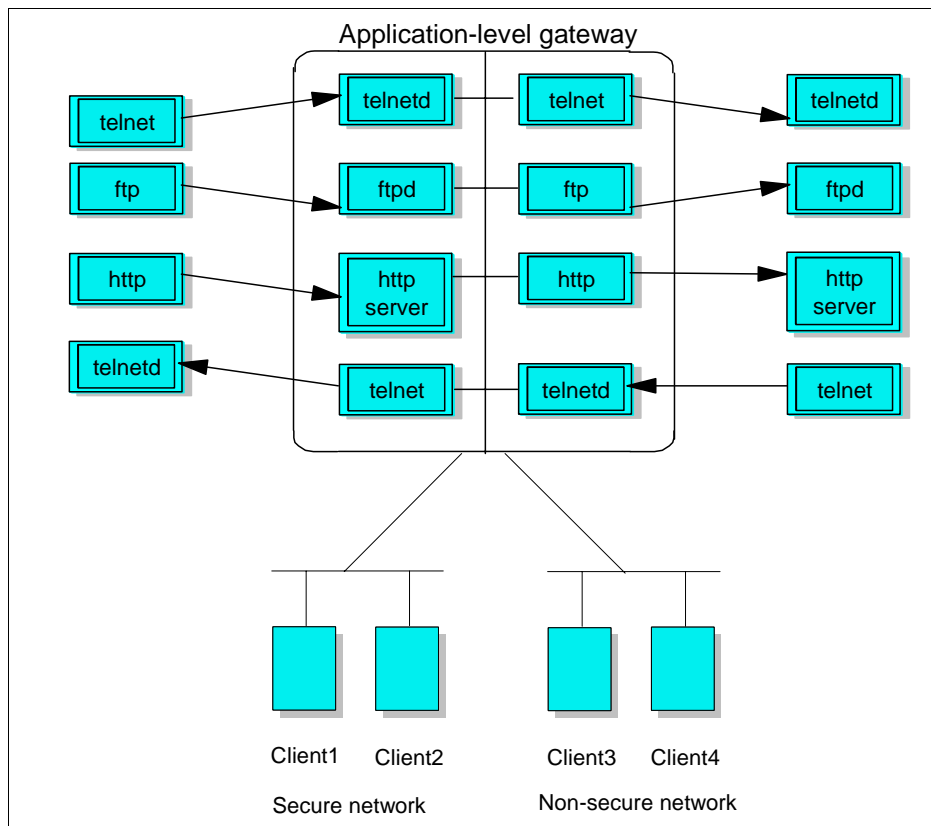 Application-level gateway
telnet
telnetd
telnet
telnetd
ftp
ftpd
ftp
ftpd
http
http
server
http
http
server
telnetd
telnet
telnetd
telnet
Client1
Client2
Client3
Client4
Secure network
Non-secure network